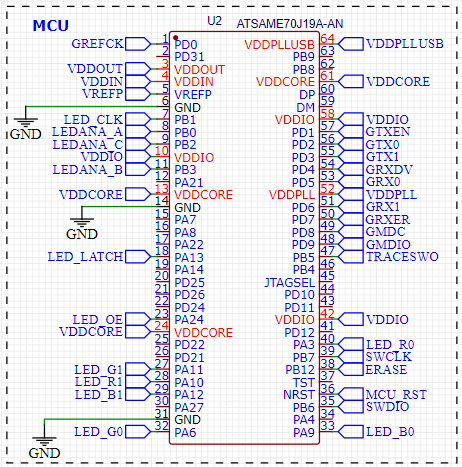 MCU
U2 ATSAME70J19A-AN
GREFCK 1 PD0 VDDPLLUSB 64 VDDPLLUSB
2 PD31 PB9 63
VDDOUT 3 VDDOUT PB8 62
VDDIN 4 VDDIN VDDCORE 61 VDDCORE
VREFP 5 VREFP DP 60
6 GND DM 59
GND
LED_CLK 7 PB1 VDDIO 58 VDDIO
LEDANA_A 8 PB0 PD1 57 GTXEN
LEDANA_C 9 PB2 PD2 56 GTX0
VDDIO 10 VDDIO PD3 55 GTX1
LEDANA_B 11 PB3 PD4 54 GRXDV
12 PA21 PD5 53 GRX0
VDDCORE 13 VDDCORE VDDPLL 52 VDDPLL
14 GND PD6 51 GRX1
GND
15 PA7 PD7 50 GRXER
16 PA8 PD8 49 GMDC
17 PA22 PD9 48 GMDIO
LED_LATCH 18 PA13 PB5 47 TRACESWO
19 PA14 PB4 46
20 PD25 JTAGSEL 45
21 PD26 PD10 44
22 PD24 PD11 43
LED_OE 23 PA24 VDDIO 42 VDDIO
VDDCORE 24 VDDCORE PD12 41
25 PD22 PA3 40 LED_R0
26 PD21 PB7 39 SWCLK
LED_G1 27 PA11 PB12 38 ERASE
LED_R1 28 PA10 TST 37
LED_B1 29 PA12 NRST 36 MCU_RST
30 PA27 PB6 35 SWDIO
31 GND PA4 34
LED_G0 32 PA6 PA9 33 LED_B0
GND